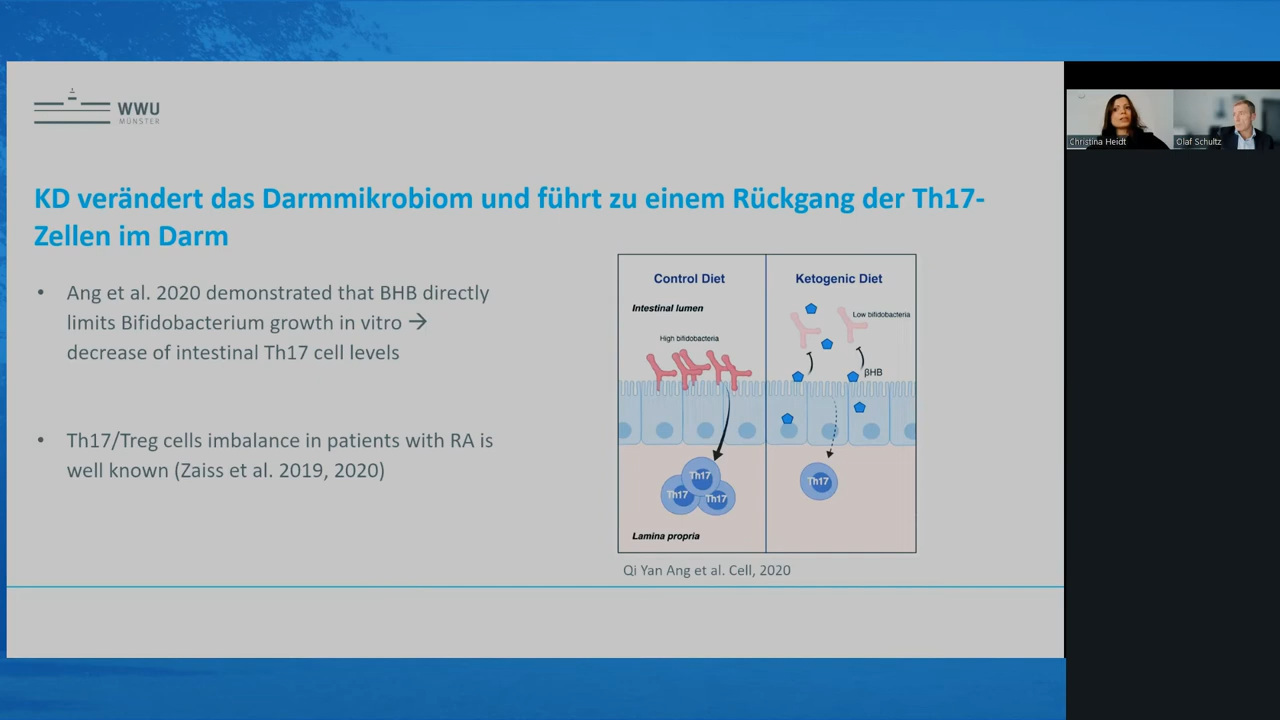 WWU
MÜNSTER
KD verändert das Darmmikrobiom und führt zu einem Rückgang der Th17-
Zellen im Darm
• Ang et al. 2020 demonstrated that BHB directly
limits Bifidobacterium growth in vitro →
decrease of intestinal Th17 cell levels
• Th17/Treg cells imbalance in patients with RA is
well known (Zaiss et al. 2019, 2020)
Control Diet
Intestinal lumen
High bifidobacteria
Th17
Th17
Th17
Lamina propria
Ketogenic Diet
Low bifidobacteria
βHB
Th17
Qi Yan Ang et al. Cell, 2020
Christina Heidt
Olaf Schultz